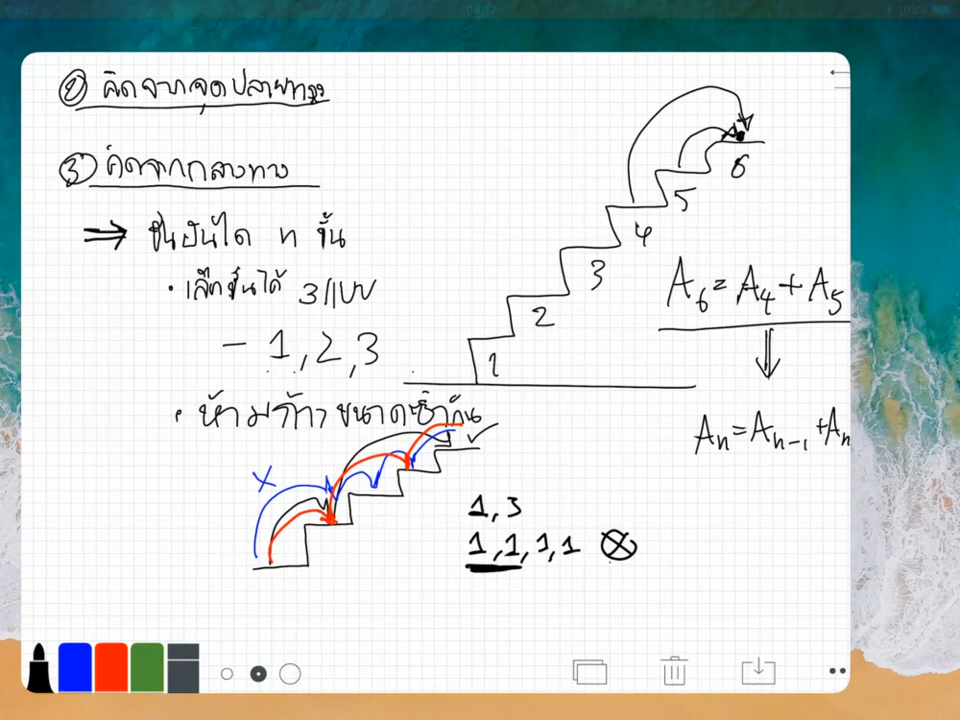 ② คิดจากจุดปลายทาง
③ คิดจากกลางทาง
⇒ ขึ้นบันได n ขั้น
• เลือกขึ้นได้ 3 แบบ
- 1, 2, 3
• ห้ามก้าวขนาดซ้ำกัน
6
5
4
3
2
1
A₆ = A₄ + A₅
Aₙ = Aₙ₋₁ + Aₙ
X
✓
1, 3
1, 1, 1, 1 ⊗